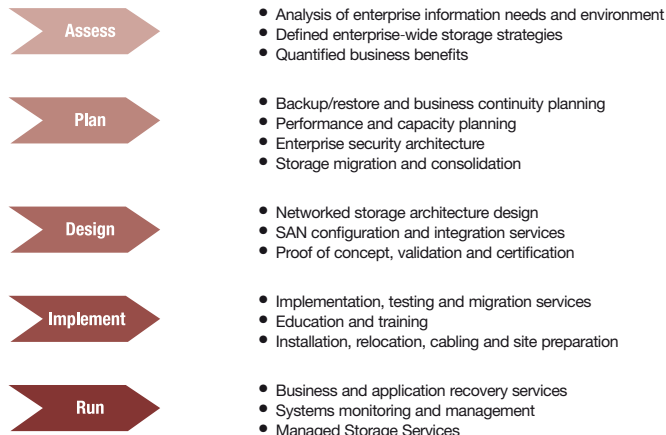 Assess
• Analysis of enterprise information needs and environment
• Defined enterprise-wide storage strategies
• Quantified business benefits
Plan
• Backup/restore and business continuity planning
• Performance and capacity planning
• Enterprise security architecture
• Storage migration and consolidation
Design
• Networked storage architecture design
• SAN configuration and integration services
• Proof of concept, validation and certification
Implement
• Implementation, testing and migration services
• Education and training
• Installation, relocation, cabling and site preparation
Run
• Business and application recovery services
• Systems monitoring and management
• Managed Storage Services